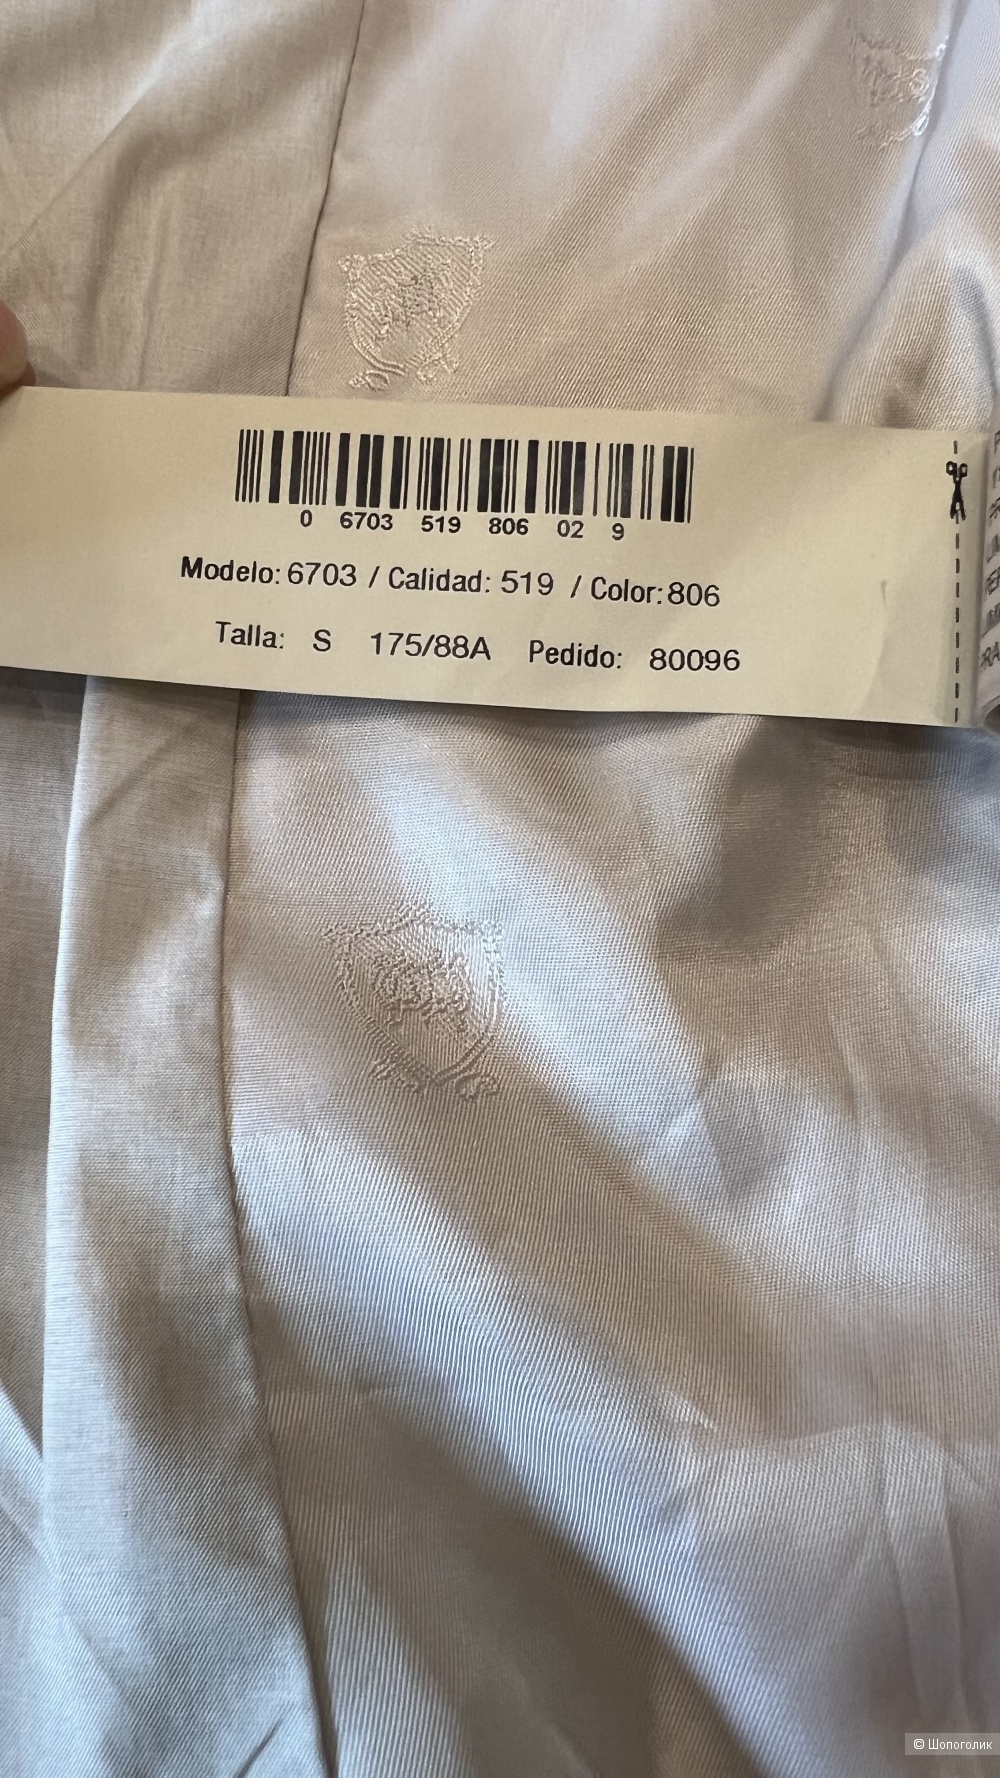 0 6703 519 806 02 9
Modelo: 6703 / Calidad: 519 / Color: 806
Talla: S 175/88A Pedido: 80096
© Шопоголик